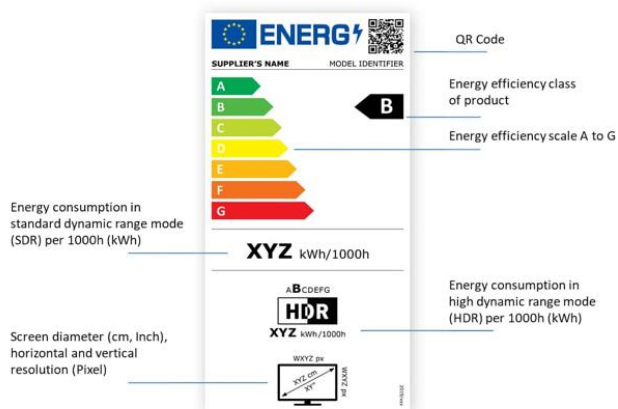 ENERG
QR Code
SUPPLIER'S NAME MODEL IDENTIFIER
A
B
C
D
E
F
G
B
Energy efficiency class
of product
Energy efficiency scale A to G
Energy consumption in
standard dynamic range mode
(SDR) per 1000h (kWh)
XYZ kWh/1000h
ABCDEFG
HDR
XYZ kWh/1000h
Energy consumption in
high dynamic range mode
(HDR) per 1000h (kWh)
Screen diameter (cm, Inch),
horizontal and vertical
resolution (Pixel)
WXYZ px
XYZ cm
XY"
WXYZ px